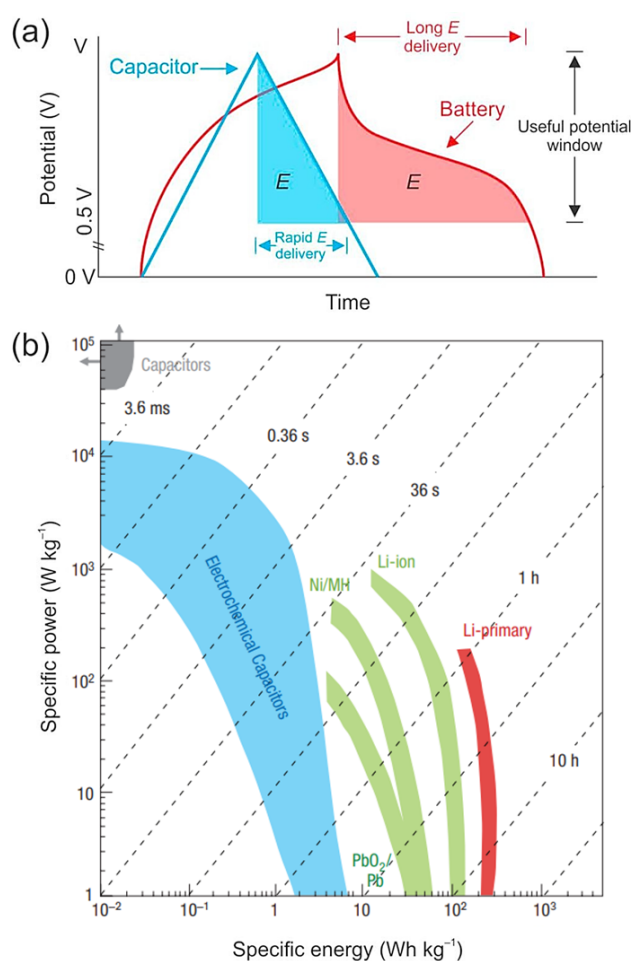 (a)
V
Long E
delivery
Capacitor
Battery
Useful potential
window
Potential (V)
E
E
0.5 V
Rapid E
delivery
0 V
Time
(b)
10⁵
Capacitors
3.6 ms
0.36 s
10⁴
3.6 s
36 s
Specific power (W kg⁻¹)
10³
Li-ion
1 h
Ni/MH
Electrochemical Capacitors
Li-primary
10²
10 h
10
PbO₂/
Pb
1
10⁻²
10⁻¹
1
10
10²
10³
Specific energy (Wh kg⁻¹)